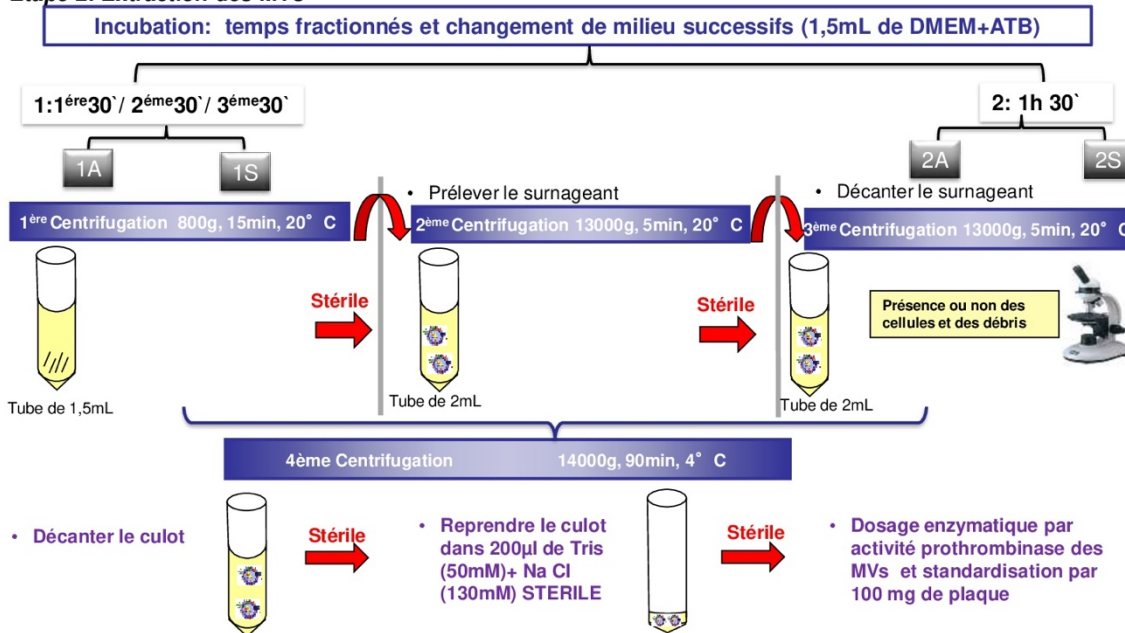 Incubation: temps fractionnés et changement de milieu successifs (1,5mL de DMEM+ATB)
1:1ére30`/ 2éme30`/ 3éme30`
2: 1h 30`
1A
1S
2A
2S
• Prélever le surnageant
• Décanter le surnageant
1ère Centrifugation 800g, 15min, 20° C
2ème Centrifugation 13000g, 5min, 20° C
3ème Centrifugation 13000g, 5min, 20° C
Stérile
Stérile
Présence ou non des
cellules et des débris
Tube de 1,5mL
Tube de 2mL
Tube de 2mL
4ème Centrifugation 14000g, 90min, 4° C
• Décanter le culot
Stérile
• Reprendre le culot
dans 200µl de Tris
(50mM)+ Na Cl
(130mM) STERILE
Stérile
• Dosage enzymatique par
activité prothrombinase des
MVs et standardisation par
100 mg de plaque